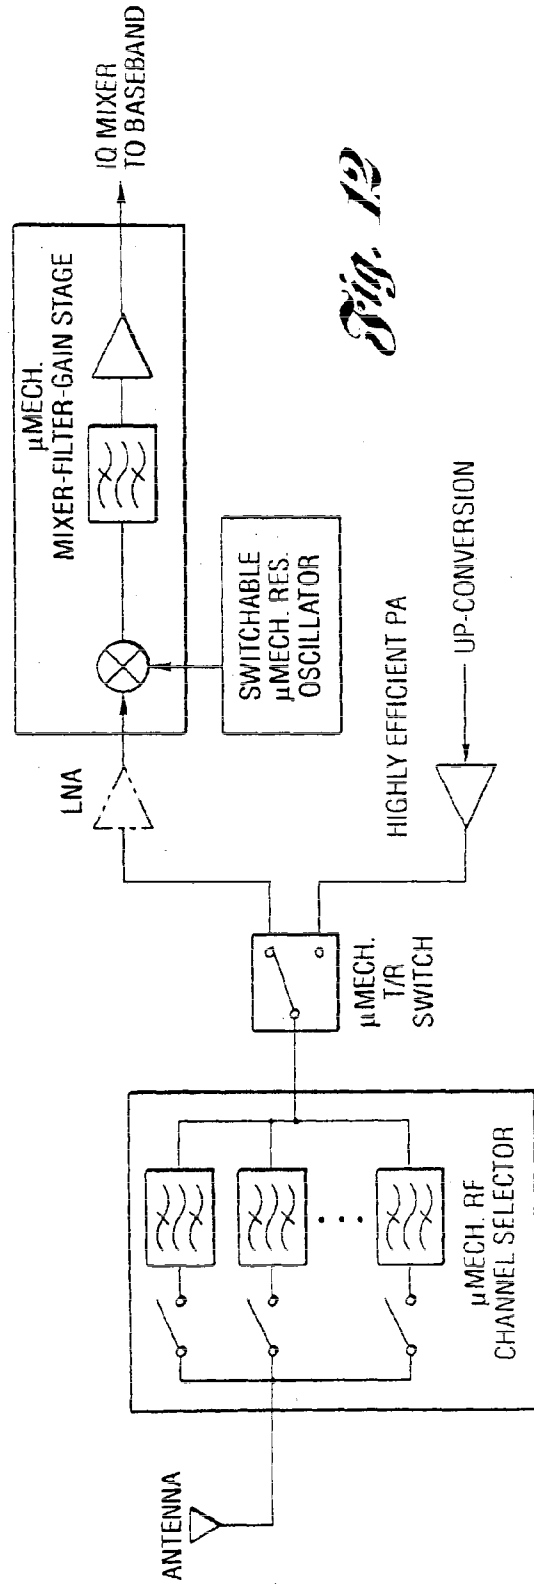 ANTENNA
µMECH. RF
CHANNEL SELECTOR
µMECH.
T/R
SWITCH
LNA
HIGHLY EFFICIENT PA
UP-CONVERSION
SWITCHABLE
µMECH. RES.
OSCILLATOR
µMECH.
MIXER-FILTER-GAIN STAGE
IQ MIXER
TO BASEBAND
Fig. 12